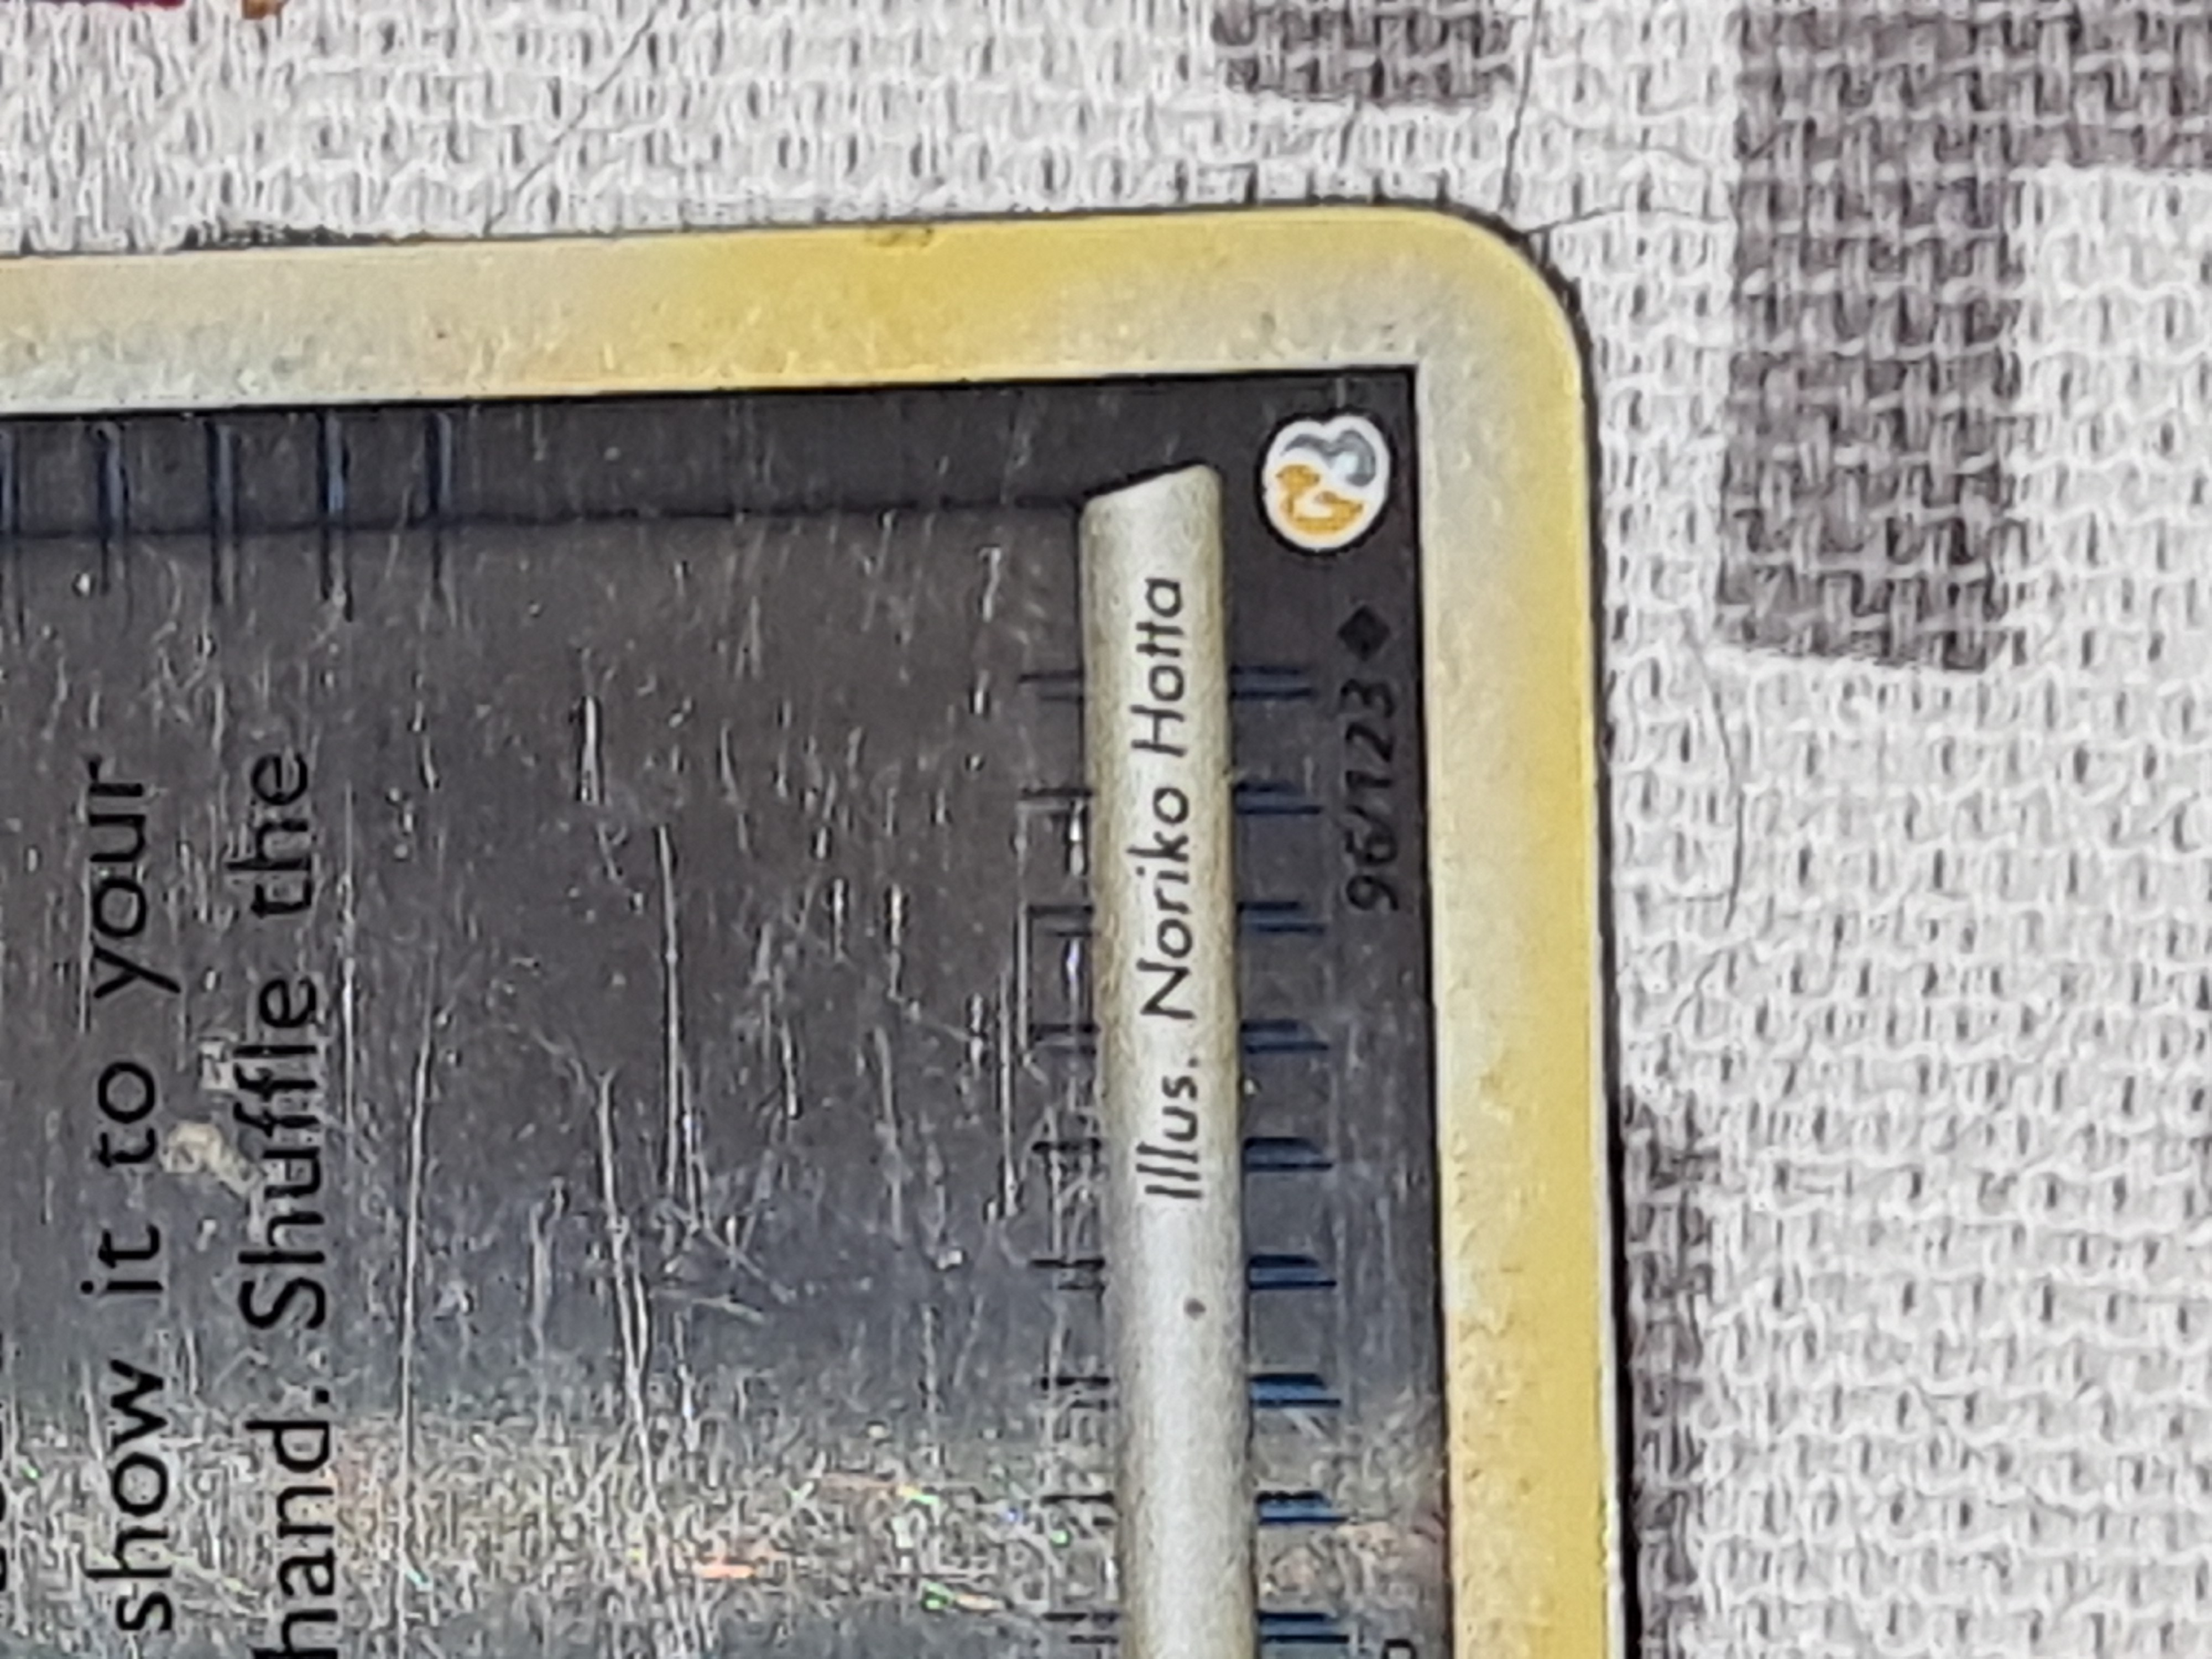 show it to your
hand. Shuffle the
Illus. Noriko Hotta
96/123